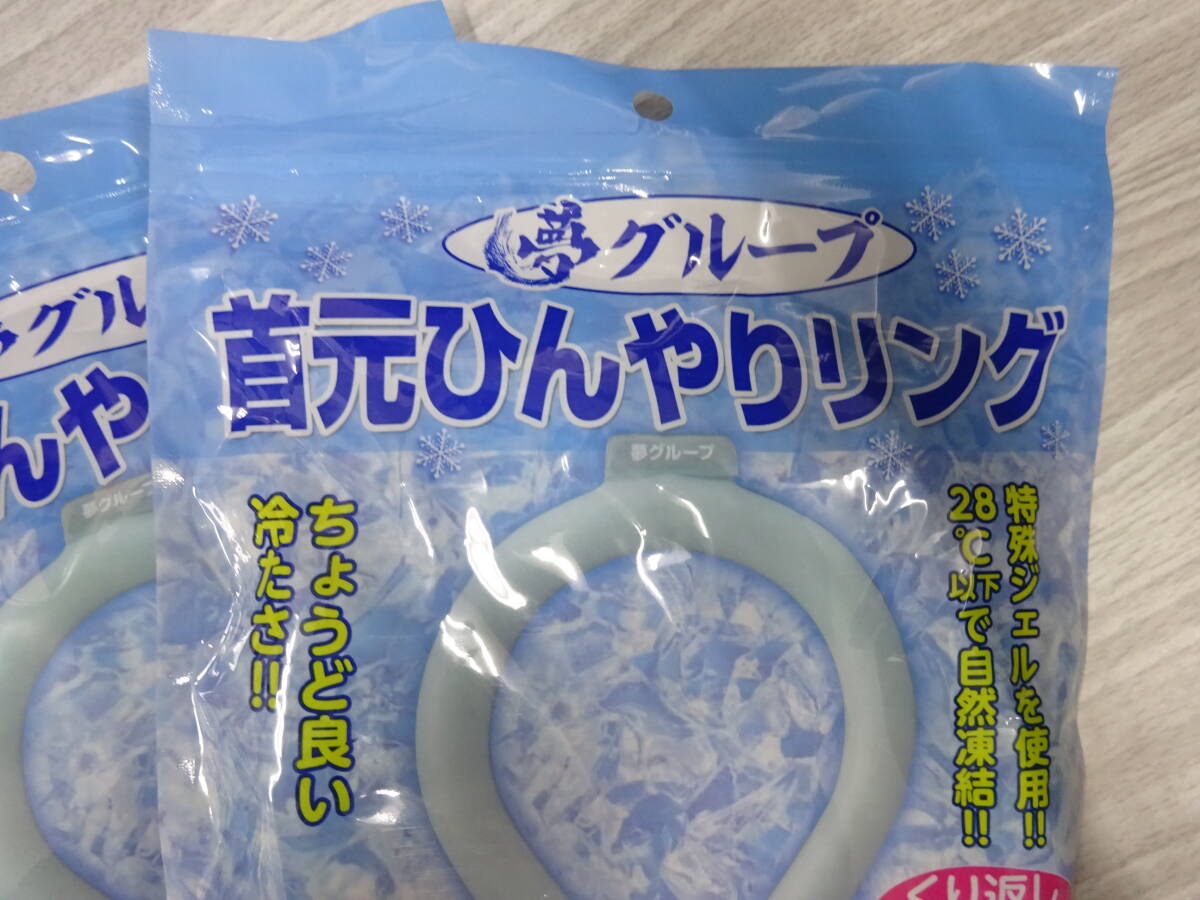 夢グループ
首元ひんやりリング
夢グループ
特殊ジェルを使用!!
28℃以下で自然凍結!!
ちょうど良い
冷たさ!!
くり返し
グル
んや
夢グループ